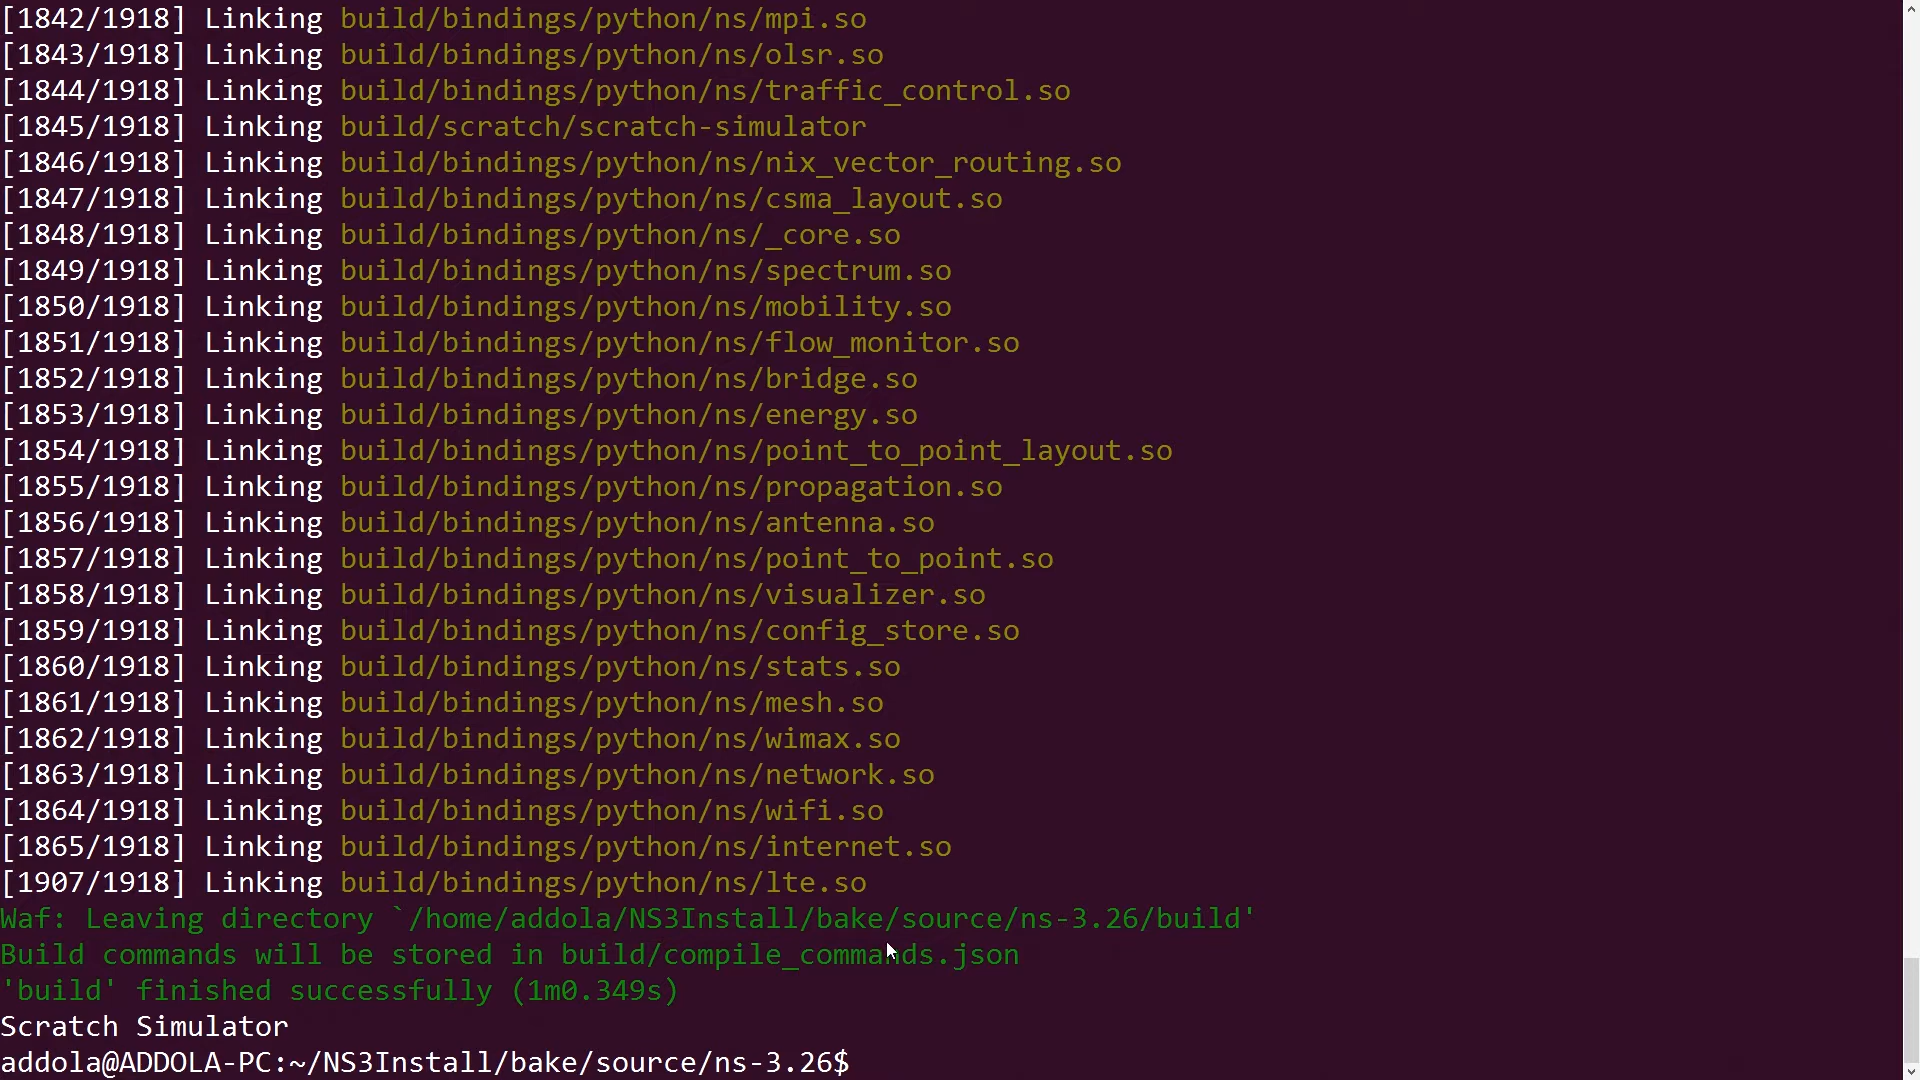 [1842/1918] Linking build/bindings/python/ns/mpi.so
[1843/1918] Linking build/bindings/python/ns/olsr.so
[1844/1918] Linking build/bindings/python/ns/traffic_control.so
[1845/1918] Linking build/scratch/scratch-simulator
[1846/1918] Linking build/bindings/python/ns/nix_vector_routing.so
[1847/1918] Linking build/bindings/python/ns/csma_layout.so
[1848/1918] Linking build/bindings/python/ns/_core.so
[1849/1918] Linking build/bindings/python/ns/spectrum.so
[1850/1918] Linking build/bindings/python/ns/mobility.so
[1851/1918] Linking build/bindings/python/ns/flow_monitor.so
[1852/1918] Linking build/bindings/python/ns/bridge.so
[1853/1918] Linking build/bindings/python/ns/energy.so
[1854/1918] Linking build/bindings/python/ns/point_to_point_layout.so
[1855/1918] Linking build/bindings/python/ns/propagation.so
[1856/1918] Linking build/bindings/python/ns/antenna.so
[1857/1918] Linking build/bindings/python/ns/point_to_point.so
[1858/1918] Linking build/bindings/python/ns/visualizer.so
[1859/1918] Linking build/bindings/python/ns/config_store.so
[1860/1918] Linking build/bindings/python/ns/stats.so
[1861/1918] Linking build/bindings/python/ns/mesh.so
[1862/1918] Linking build/bindings/python/ns/wimax.so
[1863/1918] Linking build/bindings/python/ns/network.so
[1864/1918] Linking build/bindings/python/ns/wifi.so
[1865/1918] Linking build/bindings/python/ns/internet.so
[1907/1918] Linking build/bindings/python/ns/lte.so
Waf: Leaving directory `/home/addola/NS3Install/bake/source/ns-3.26/build'
Build commands will be stored in build/compile_commands.json
'build' finished successfully (1m0.349s)
Scratch Simulator
addola@ADDOLA-PC:~/NS3Install/bake/source/ns-3.26$